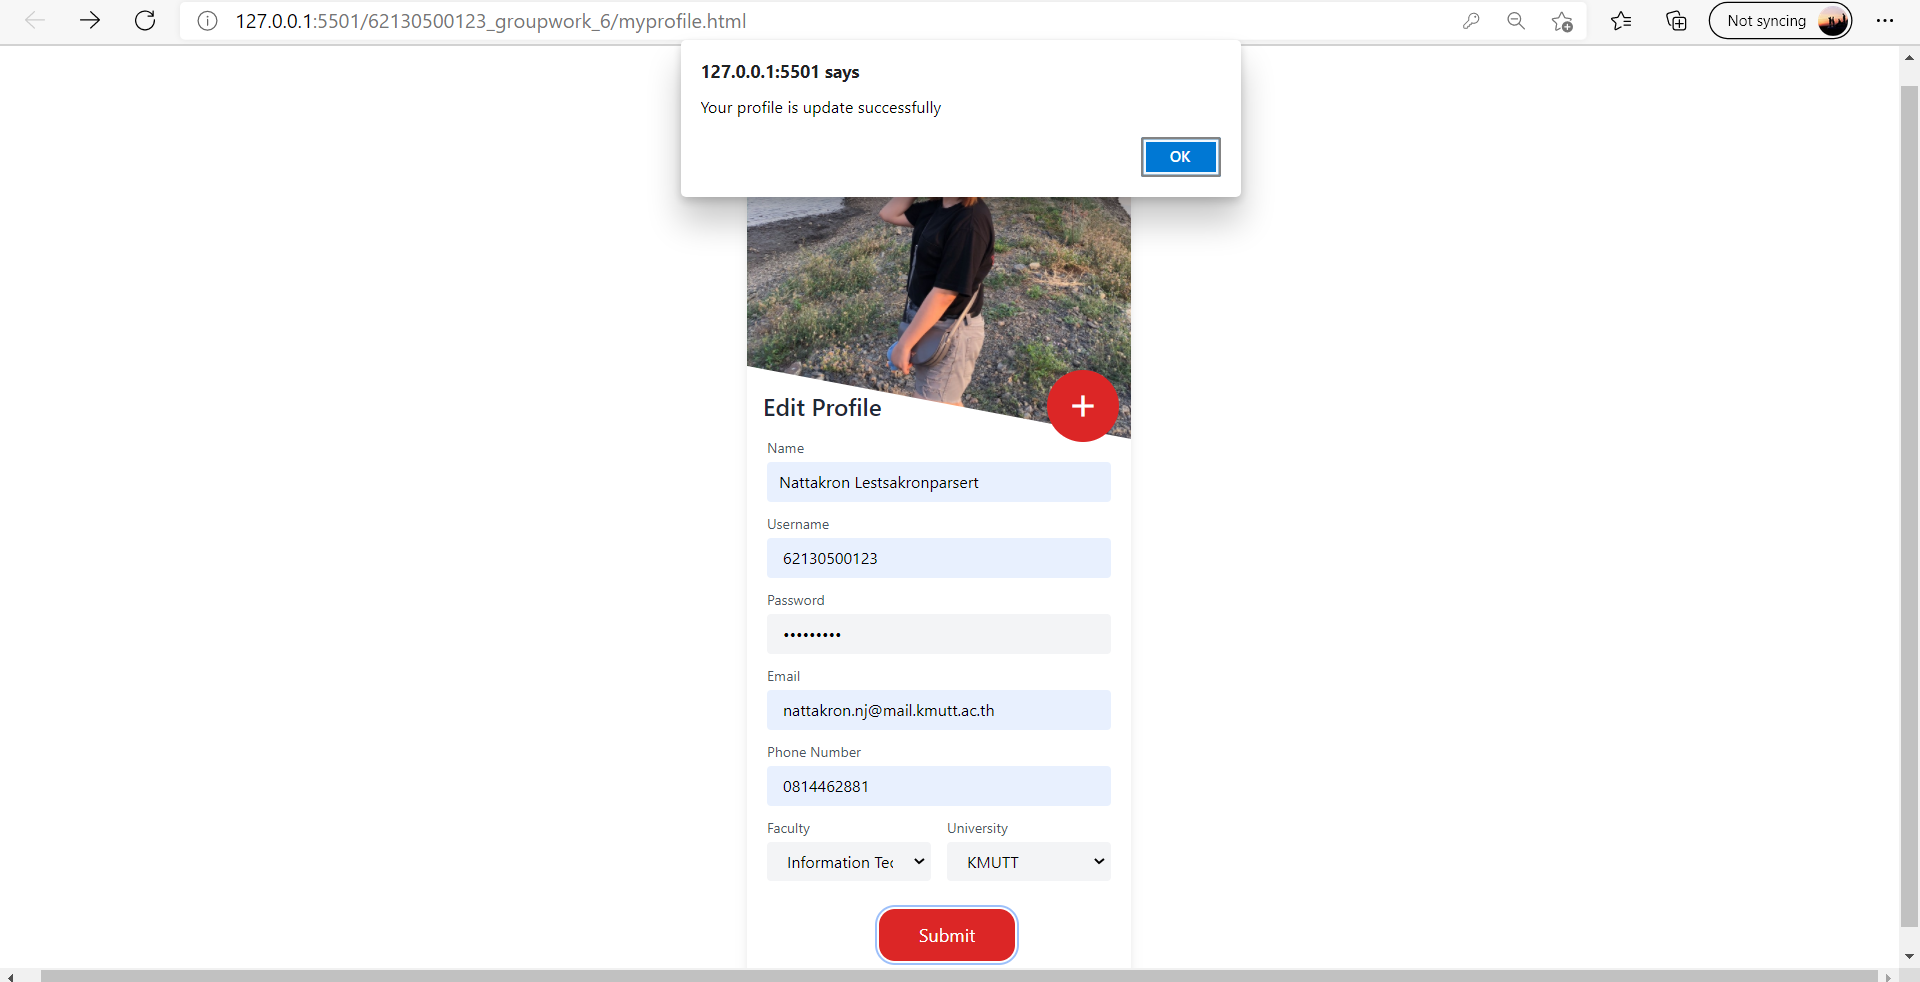 127.0.0.1:5501/62130500123_groupwork_6/myprofile.html
Not syncing
127.0.0.1:5501 says
Your profile is update successfully
OK
Edit Profile
Name
Nattakron Lestsakronparsert
Username
62130500123
Password
•••••••••
Email
nattakron.nj@mail.kmutt.ac.th
Phone Number
0814462881
Faculty University
Information Tec KMUTT
Submit